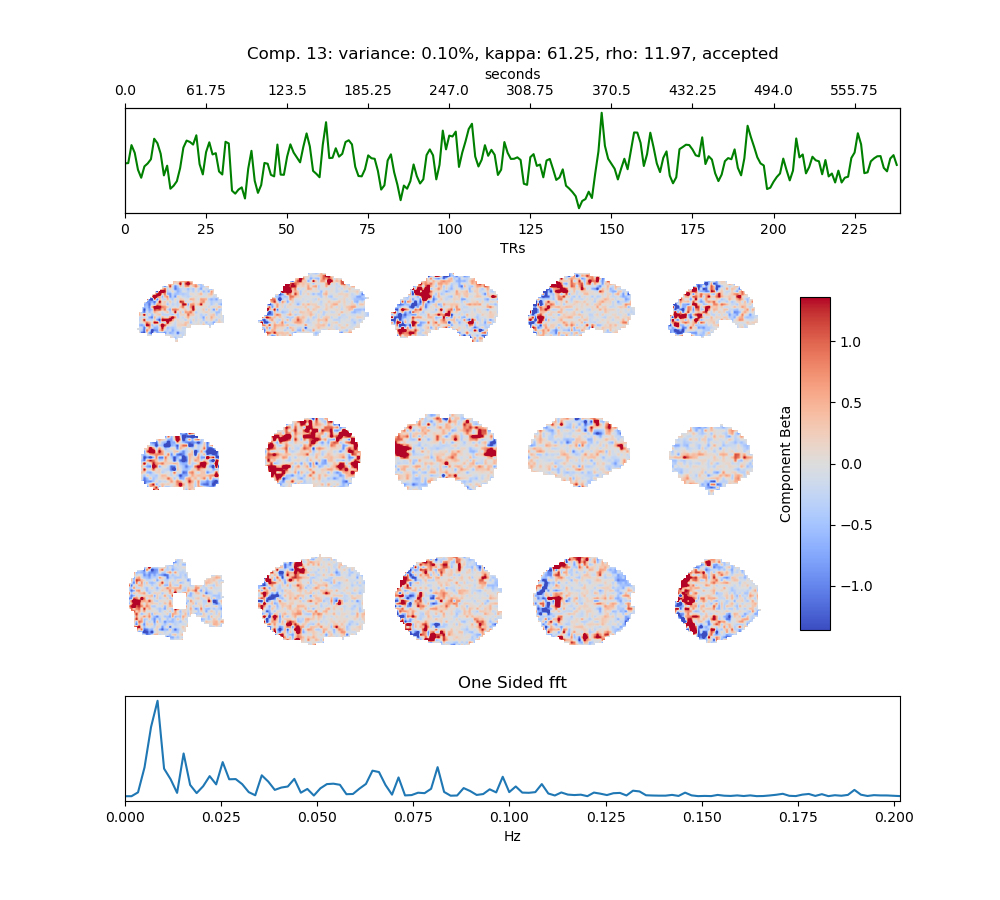 Comp. 13: variance: 0.10%, kappa: 61.25, rho: 11.97, accepted
seconds
0.0 61.75 123.5 185.25 247.0 308.75 370.5 432.25 494.0 555.75
0 25 50 75 100 125 150 175 200 225
TRs
1.0
0.5
0.0
−0.5
−1.0
Component Beta
One Sided fft
0.000 0.025 0.050 0.075 0.100 0.125 0.150 0.175 0.200
Hz